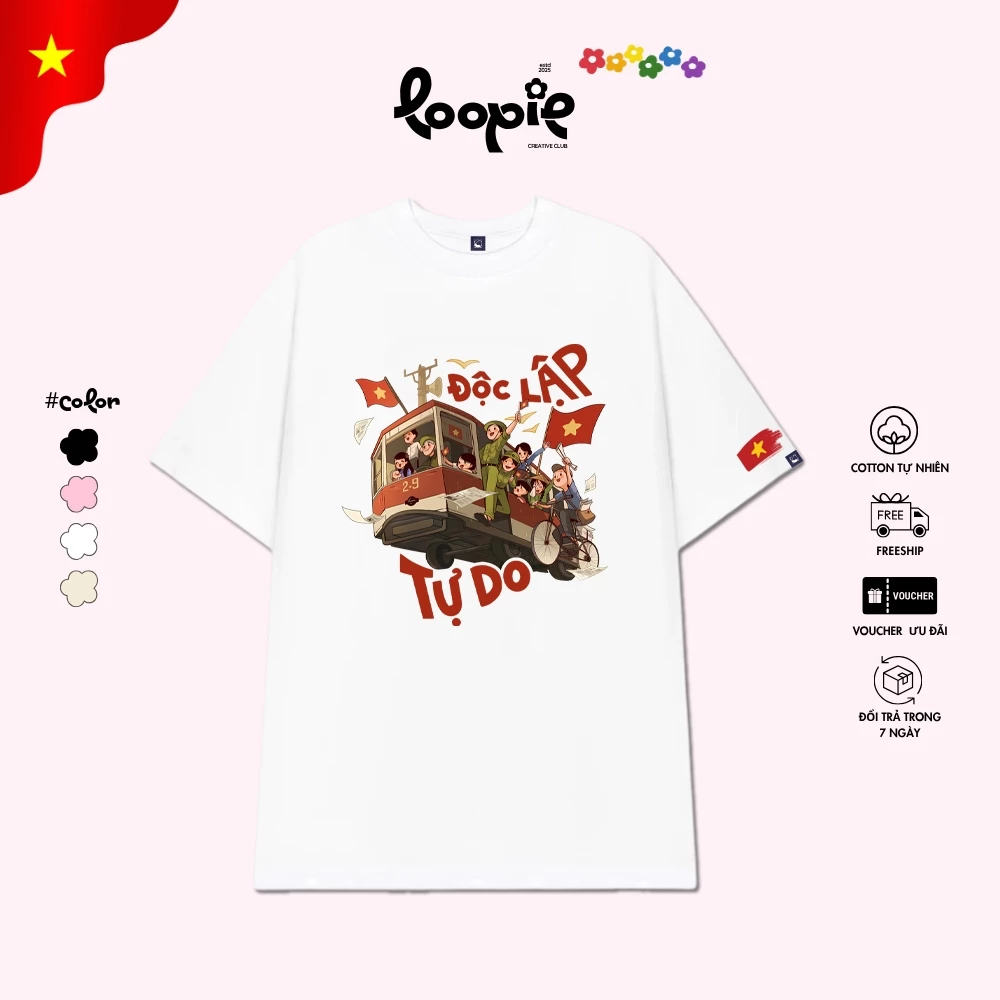 loopie
estd
2025
CREATIVE CLUB
ĐỘC LẬP
2-9
TỰ DO
#Color
COTTON TỰ NHIÊN
FREE
FREESHIP
VOUCHER
VOUCHER ƯU ĐÃI
ĐỔI TRẢ TRONG
7 NGÀY